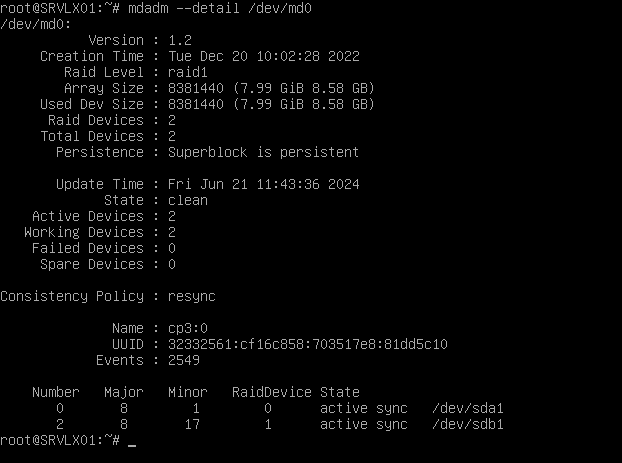 root@SRVLX01:~# mdadm --detail /dev/md0
/dev/md0:
           Version : 1.2
     Creation Time : Tue Dec 20 10:02:28 2022
        Raid Level : raid1
        Array Size : 8381440 (7.99 GiB 8.58 GB)
     Used Dev Size : 8381440 (7.99 GiB 8.58 GB)
      Raid Devices : 2
     Total Devices : 2
       Persistence : Superblock is persistent

       Update Time : Fri Jun 21 11:43:36 2024
             State : clean
    Active Devices : 2
   Working Devices : 2
    Failed Devices : 0
     Spare Devices : 0

Consistency Policy : resync

              Name : cp3:0
              UUID : 32332561:cf16c858:703517e8:81dd5c10
            Events : 2549

    Number   Major   Minor   RaidDevice State
       0       8        1        0      active sync   /dev/sda1
       2       8       17        1      active sync   /dev/sdb1
root@SRVLX01:~# _